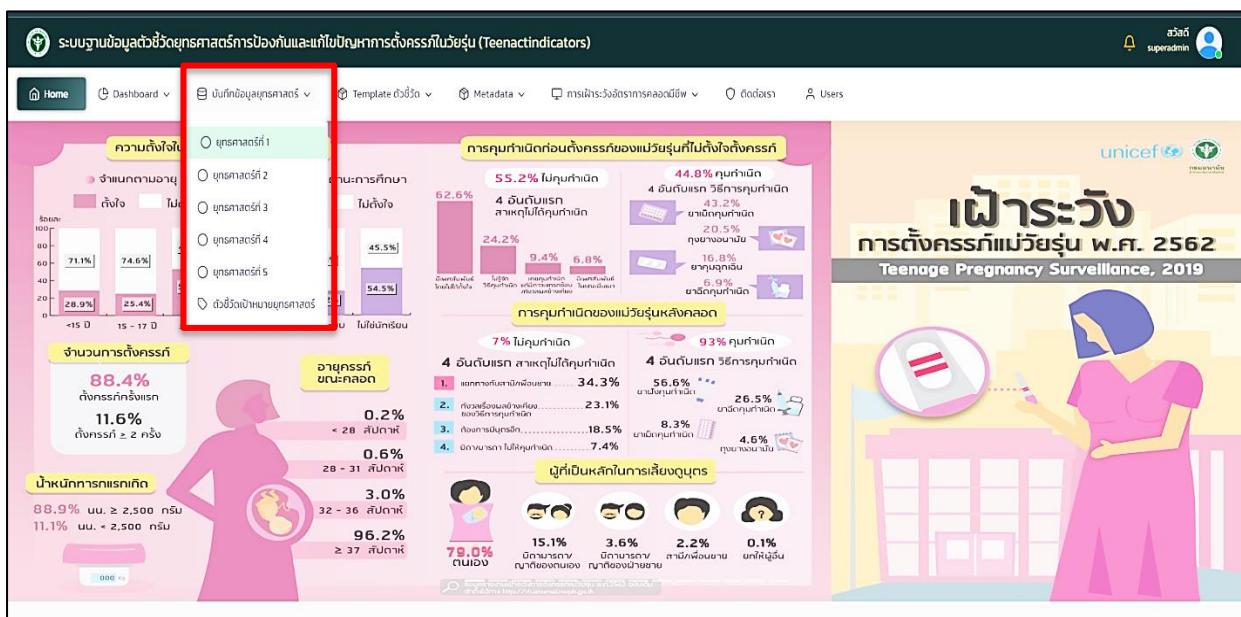 ระบบฐานข้อมูลตัวชี้วัดยุทธศาสตร์การป้องกันและแก้ไขปัญหาการตั้งครรภ์ในวัยรุ่น (Teenactindicators)
สวัสดี
superadmin
Home
Dashboard
บันทึกข้อมูลยุทธศาสตร์
Template ตัวชี้วัด
Metadata
การเฝ้าระวังอัตราการคลอดมีชีพ
ติดต่อเรา
Users
ยุทธศาสตร์ที่ 1
ยุทธศาสตร์ที่ 2
ยุทธศาสตร์ที่ 3
ยุทธศาสตร์ที่ 4
ยุทธศาสตร์ที่ 5
ตัวชี้วัดเป้าหมายยุทธศาสตร์
ความตั้งใจใน
จำแนกตามอายุ
นะการศึกษา
ตั้งใจ
ไม่ตั้งใจ
ร้อยละ
100
80
60
40
20
0
71.1%
74.6%
45.5%
28.9%
25.4%
54.5%
<15 ปี
15 - 17 ปี
ไม่ใช่นักเรียน
จำนวนการตั้งครรภ์
88.4%
ตั้งครรภ์ครั้งแรก
11.6%
ตั้งครรภ์ ≥ 2 ครั้ง
น้ำหนักทารกแรกเกิด
88.9% นน. ≥ 2,500 กรัม
11.1% นน. < 2,500 กรัม
000
อายุครรภ์
ขณะคลอด
0.2%
< 28 สัปดาห์
0.6%
28 - 31 สัปดาห์
3.0%
32 - 36 สัปดาห์
96.2%
≥ 37 สัปดาห์
การคุมกำเนิดก่อนตั้งครรภ์ของแม่วัยรุ่นที่ไม่ตั้งใจตั้งครรภ์
55.2% ไม่คุมกำเนิด
4 อันดับแรก
สาเหตุไม่ได้คุมกำเนิด
62.6%
24.2%
9.4%
6.8%
44.8% คุมกำเนิด
4 อันดับแรก วิธีการคุมกำเนิด
43.2%
ยาเม็ดคุมกำเนิด
20.5%
ถุงยางอนามัย
16.8%
ยาคุมฉุกเฉิน
6.9%
ยาฉีดคุมกำเนิด
การคุมกำเนิดของแม่วัยรุ่นหลังคลอด
7% ไม่คุมกำเนิด
4 อันดับแรก สาเหตุไม่ได้คุมกำเนิด
1. แยกทางกับสามี/เพื่อนชาย 34.3%
2. กังวลเรื่องผลข้างเคียง 23.1%
ของวิธีการคุมกำเนิด
3. ต้องการมีบุตรอีก 18.5%
4. บิดา/มารดา ไม่ให้คุมกำเนิด 7.4%
93% คุมกำเนิด
4 อันดับแรก วิธีการคุมกำเนิด
56.6%
ยาฝังคุมกำเนิด
26.5%
ยาฉีดคุมกำเนิด
8.3%
ยาเม็ดคุมกำเนิด
4.6%
ถุงยางอนามัย
ผู้ที่เป็นหลักในการเลี้ยงดูบุตร
79.0%
ตนเอง
15.1%
บิดามารดา/
ญาติของตนเอง
3.6%
บิดามารดา/
ญาติของฝ่ายชาย
2.2%
สามี/เพื่อนชาย
0.1%
ยกให้ผู้อื่น
unicef
กรมอนามัย
เฝ้าระวัง
การตั้งครรภ์แม่วัยรุ่น พ.ศ. 2562
Teenage Pregnancy Surveillance, 2019